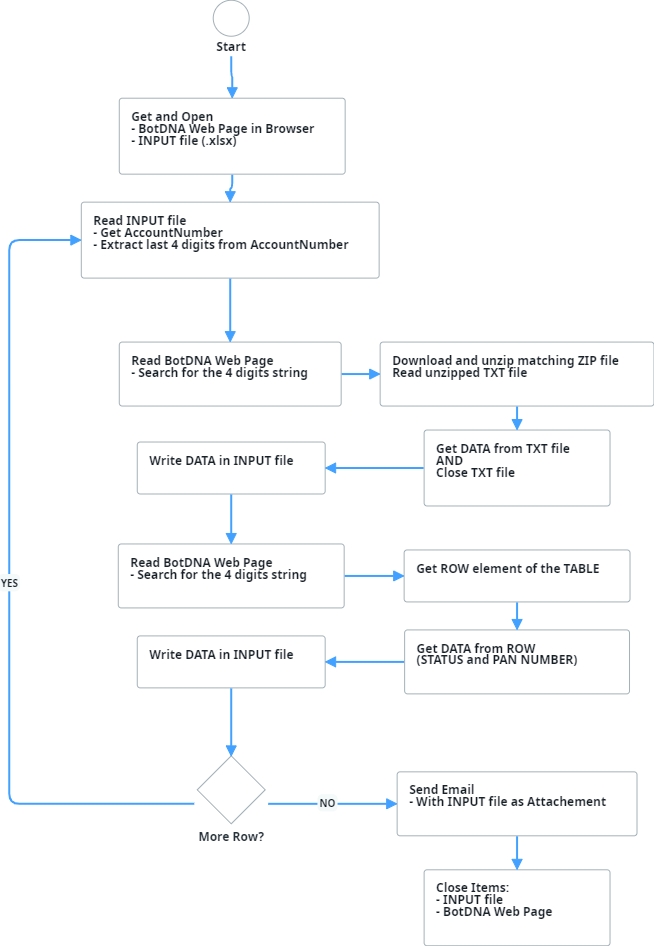 Start
Get and Open
- BotDNA Web Page in Browser
- INPUT file (.xlsx)
Read INPUT file
- Get AccountNumber
- Extract last 4 digits from AccountNumber
Read BotDNA Web Page
- Search for the 4 digits string
Download and unzip matching ZIP file
Read unzipped TXT file
Get DATA from TXT file
AND
Close TXT file
Write DATA in INPUT file
Read BotDNA Web Page
- Search for the 4 digits string
Get ROW element of the TABLE
Get DATA from ROW
(STATUS and PAN NUMBER)
Write DATA in INPUT file
More Row?
YES
NO
Send Email
- With INPUT file as Attachement
Close Items:
- INPUT file
- BotDNA Web Page